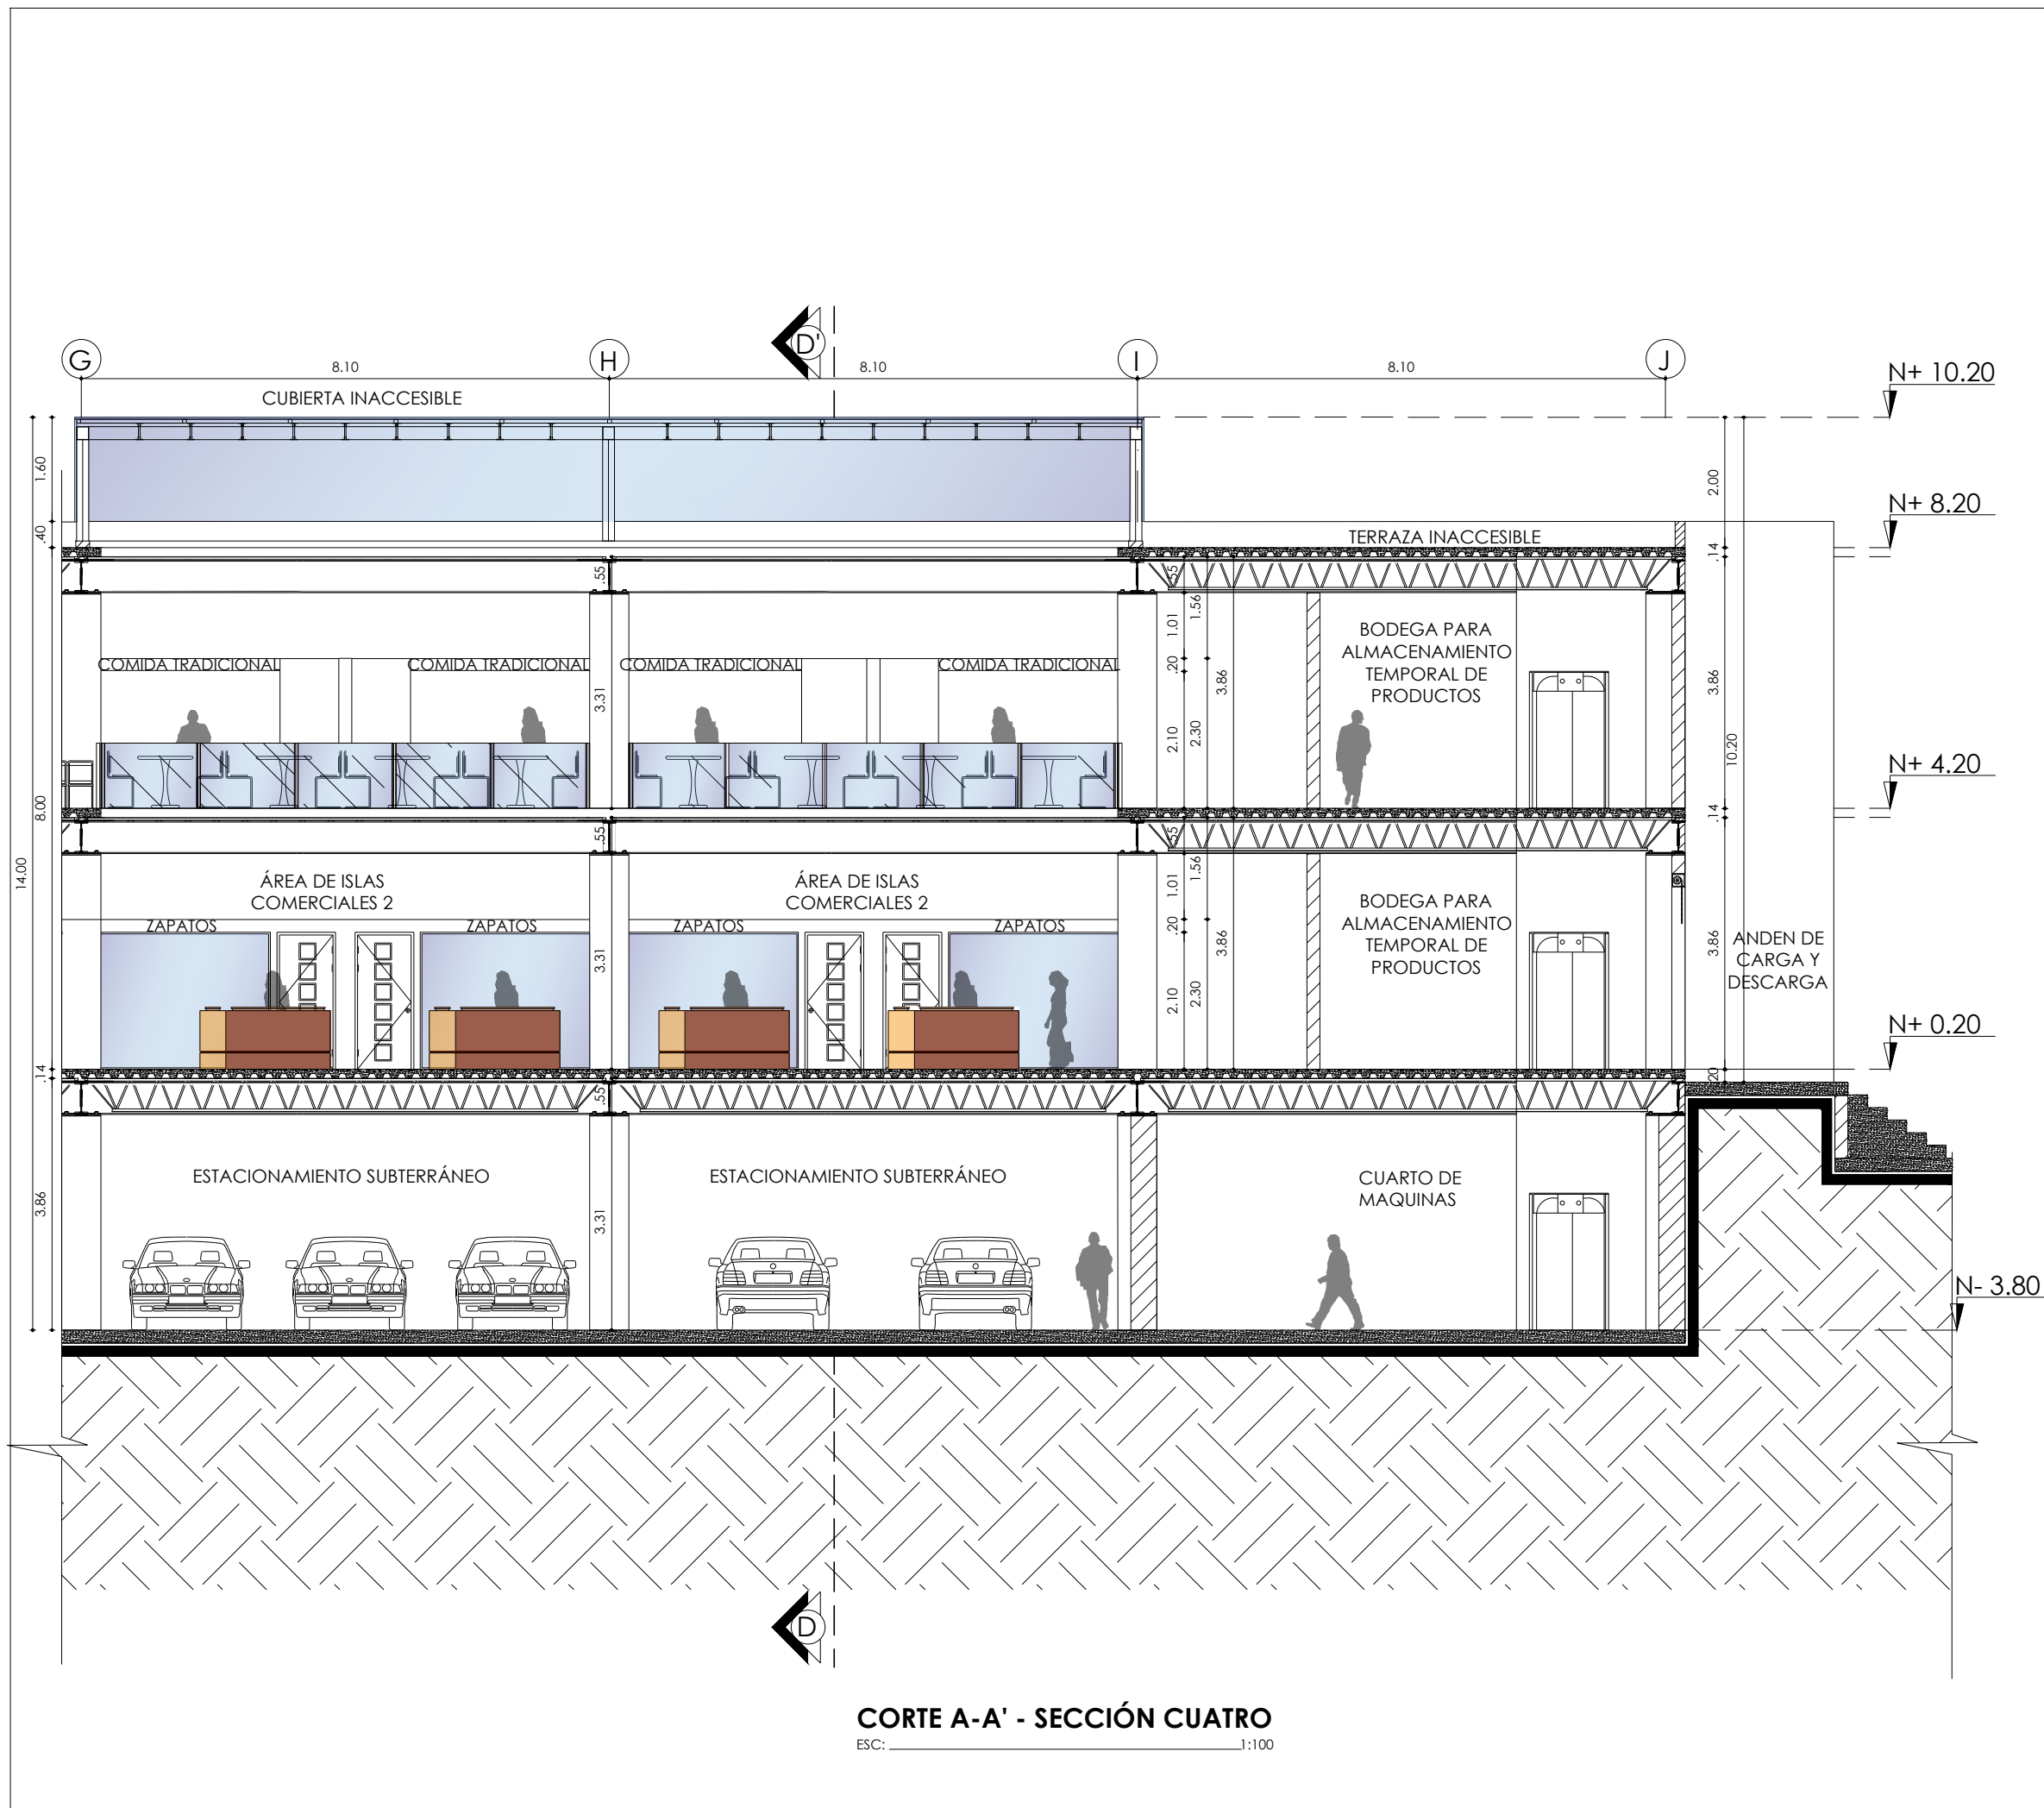 D'
G
H
I
J
8.10
8.10
8.10
N+ 10.20
CUBIERTA INACCESIBLE
1.60
2.00
N+ 8.20
.40
TERRAZA INACCESIBLE
.14
.55
.55
1.56
1.01
BODEGA PARA
ALMACENAMIENTO
TEMPORAL DE
PRODUCTOS
COMIDA TRADICIONAL
COMIDA TRADICIONAL
COMIDA TRADICIONAL
COMIDA TRADICIONAL
.20
3.31
3.86
3.86
2.10
2.30
10.20
N+ 4.20
8.00
.14
.55
.55
14.00
1.56
1.01
ÁREA DE ISLAS
COMERCIALES 2
ÁREA DE ISLAS
COMERCIALES 2
BODEGA PARA
ALMACENAMIENTO
TEMPORAL DE
PRODUCTOS
ZAPATOS
ZAPATOS
ZAPATOS
ZAPATOS
.20
3.31
3.86
3.86
ANDEN DE
CARGA Y
DESCARGA
2.10
2.30
N+ 0.20
.14
.20
.55
ESTACIONAMIENTO SUBTERRÁNEO
ESTACIONAMIENTO SUBTERRÁNEO
CUARTO DE
MAQUINAS
3.86
3.31
N- 3.80
D
CORTE A-A' - SECCIÓN CUATRO
ESC: 1:100